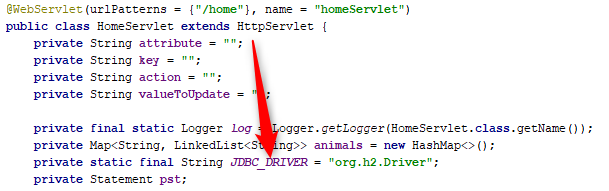 @WebServlet(urlPatterns = {"/home"}, name = "homeServlet")
public class HomeServlet extends HttpServlet {
private String attribute = "";
private String key = "";
private String action = "";
private String valueToUpdate = "";
private final static Logger log = Logger.getLogger(HomeServlet.class.getName());
private Map<String, LinkedList<String>> animals = new HashMap<>();
private static final String JDBC_DRIVER = "org.h2.Driver";
private Statement pst;